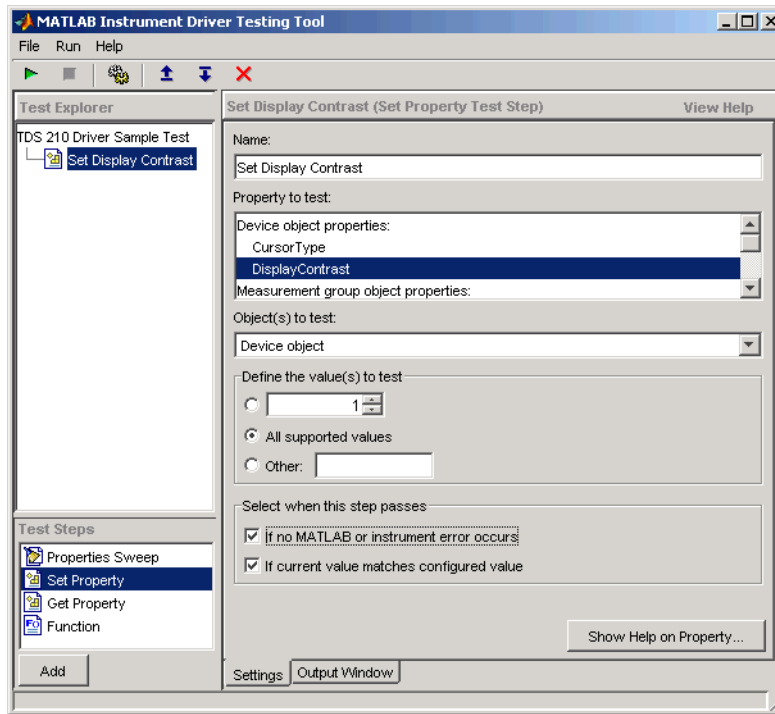 MATLAB Instrument Driver Testing Tool
File Run Help
Test Explorer
TDS 210 Driver Sample Test
Set Display Contrast
Test Steps
Properties Sweep
Set Property
Get Property
Function
Add
Set Display Contrast (Set Property Test Step) View Help
Name:
Set Display Contrast
Property to test:
Device object properties:
CursorType
DisplayContrast
Measurement group object properties:
Object(s) to test:
Device object
Define the value(s) to test
1
All supported values
Other:
Select when this step passes
If no MATLAB or instrument error occurs
If current value matches configured value
Show Help on Property...
Settings Output Window